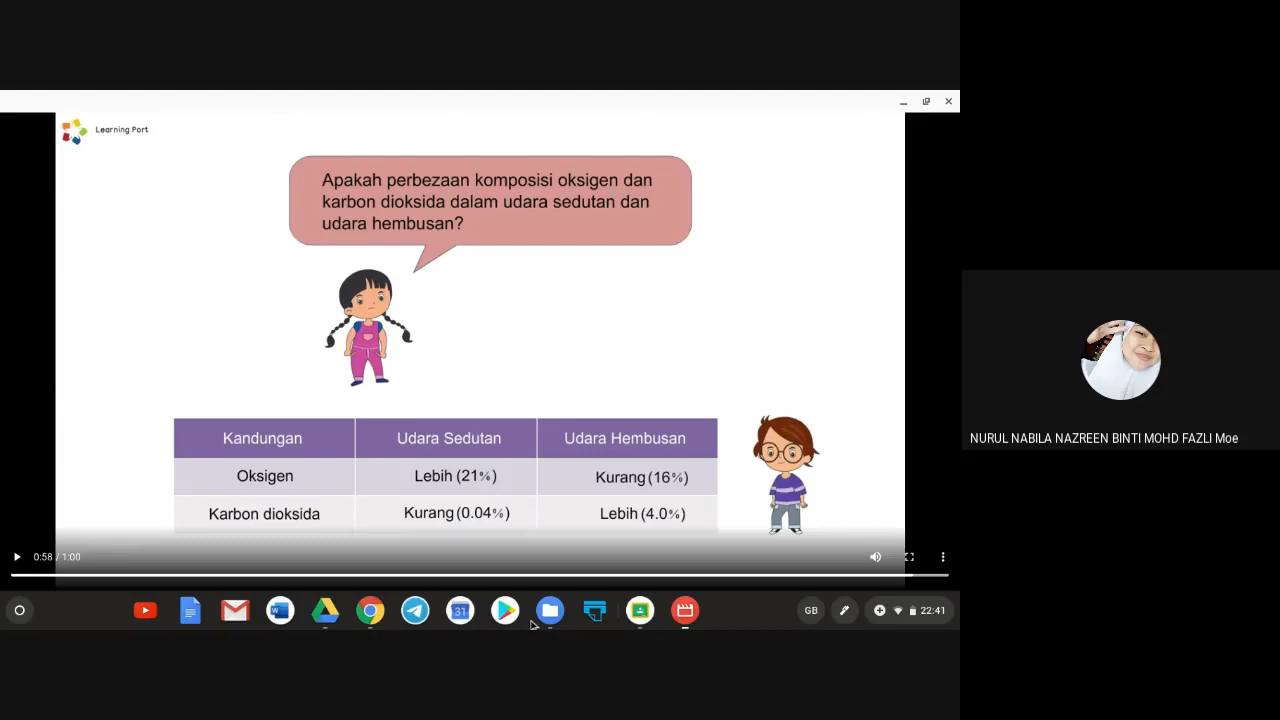 Learning Port
Apakah perbezaan komposisi oksigen dan
karbon dioksida dalam udara sedutan dan
udara hembusan?
Kandungan Udara Sedutan Udara Hembusan
Oksigen Lebih (21%) Kurang (16%)
Karbon dioksida Kurang (0.04%) Lebih (4.0%)
0:58 / 1:00
31
GB
22:41
NURUL NABILA NAZREEN BINTI MOHD FAZLI Moe